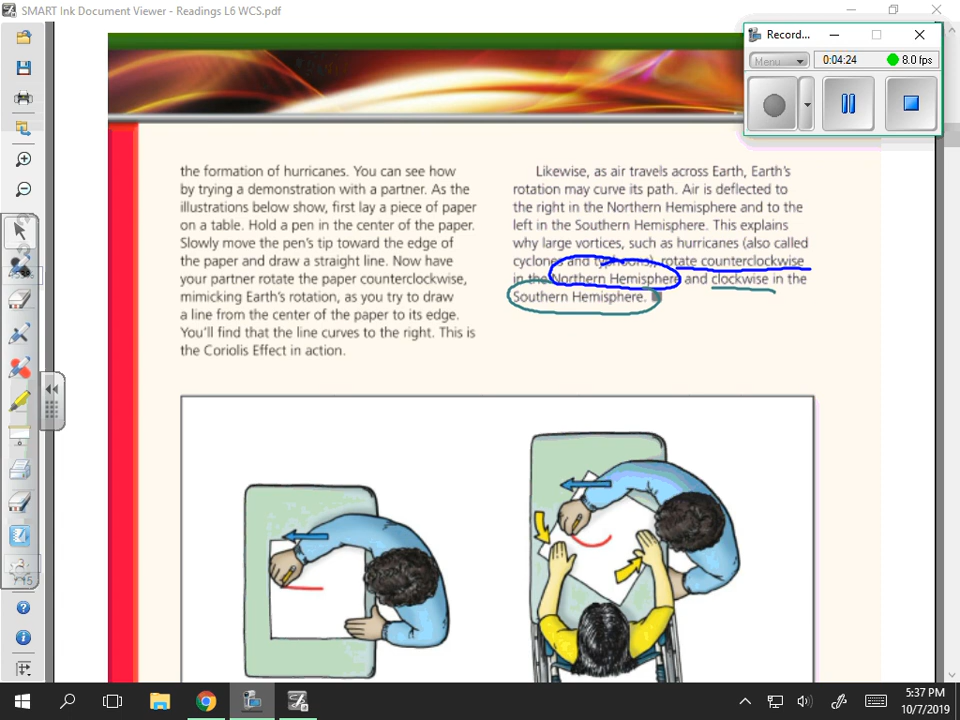 SMART Ink Document Viewer - Readings L6 WCS.pdf
Record...
Menu
0:04:24
8.0 fps
the formation of hurricanes. You can see how
by trying a demonstration with a partner. As the
illustrations below show, first lay a piece of paper
on a table. Hold a pen in the center of the paper.
Slowly move the pen's tip toward the edge of
the paper and draw a straight line. Now have
your partner rotate the paper counterclockwise,
mimicking Earth's rotation, as you try to draw
a line from the center of the paper to its edge.
You'll find that the line curves to the right. This is
the Coriolis Effect in action.
Likewise, as air travels across Earth, Earth's
rotation may curve its path. Air is deflected to
the right in the Northern Hemisphere and to the
left in the Southern Hemisphere. This explains
why large vortices, such as hurricanes (also called
cyclones and typhoons), rotate counterclockwise
in the Northern Hemisphere and clockwise in the
Southern Hemisphere.
5:37 PM
10/7/2019